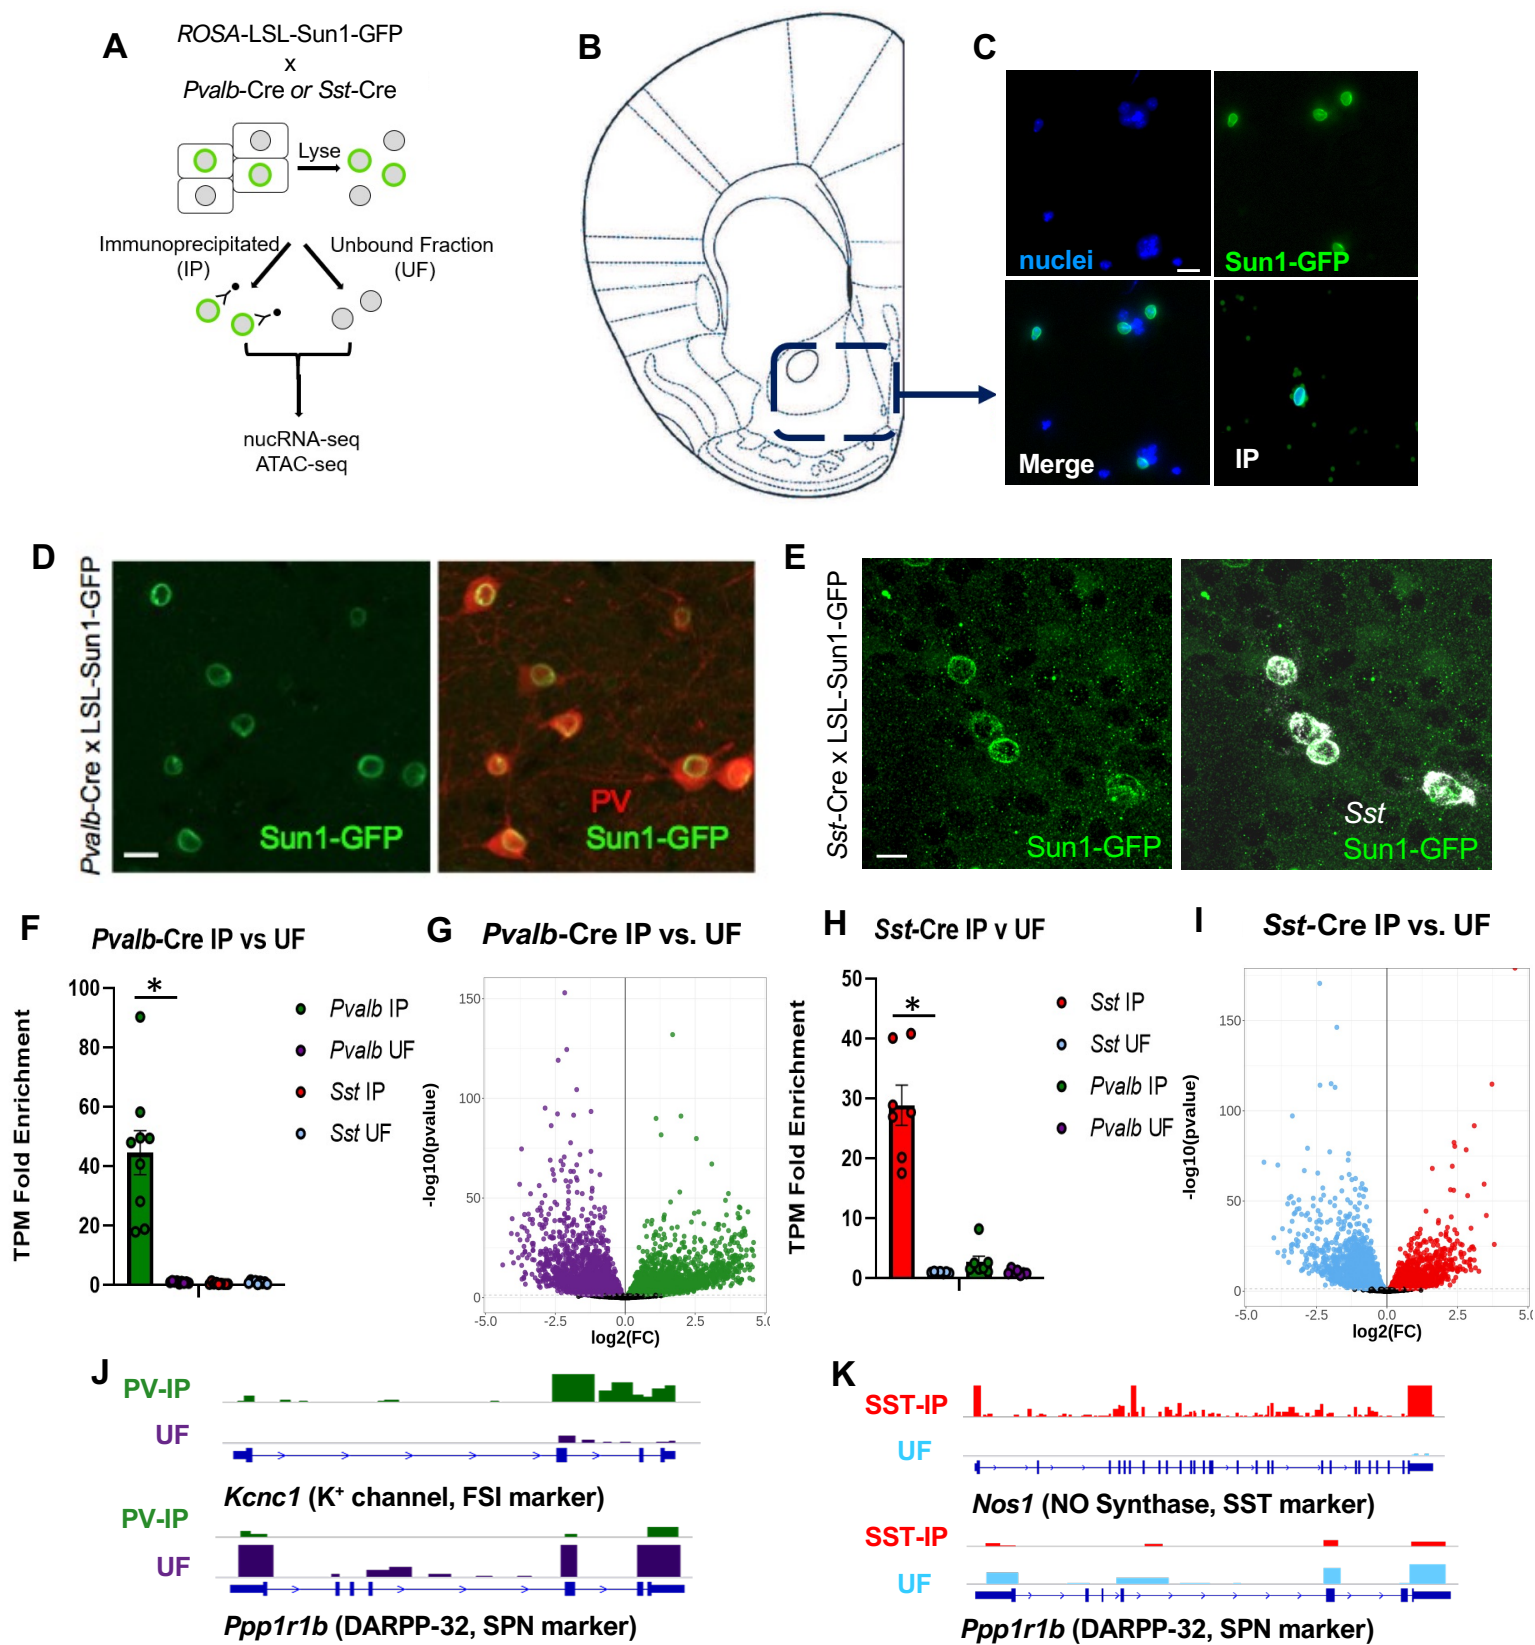 A
ROSA-LSL-Sun1-GFP
x
Pvalb-Cre or Sst-Cre
Lyse
Immunoprecipitated
(IP)
Unbound Fraction
(UF)
nucRNA-seq
ATAC-seq
B
C
nuclei
Sun1-GFP
Merge
IP
D
Pvalb-Cre x LSL-Sun1-GFP
Sun1-GFP
PV
Sun1-GFP
E
Sst-Cre x LSL-Sun1-GFP
Sun1-GFP
Sst
Sun1-GFP
F
Pvalb-Cre IP vs UF
TPM Fold Enrichment
100
80
60
40
20
0
*
Pvalb IP
Pvalb UF
Sst IP
Sst UF
G
Pvalb-Cre IP vs. UF
-log10(pvalue)
150
100
50
0
-5.0
-2.5
0.0
2.5
5.0
log2(FC)
H
Sst-Cre IP v UF
TPM Fold Enrichment
50
40
30
20
10
0
*
Sst IP
Sst UF
Pvalb IP
Pvalb UF
I
Sst-Cre IP vs. UF
-log10(pvalue)
150
100
50
0
-5.0
-2.5
0.0
2.5
5.0
log2(FC)
J
PV-IP
UF
Kcnc1 (K⁺ channel, FSI marker)
PV-IP
UF
Ppp1r1b (DARPP-32, SPN marker)
K
SST-IP
UF
Nos1 (NO Synthase, SST marker)
SST-IP
UF
Ppp1r1b (DARPP-32, SPN marker)